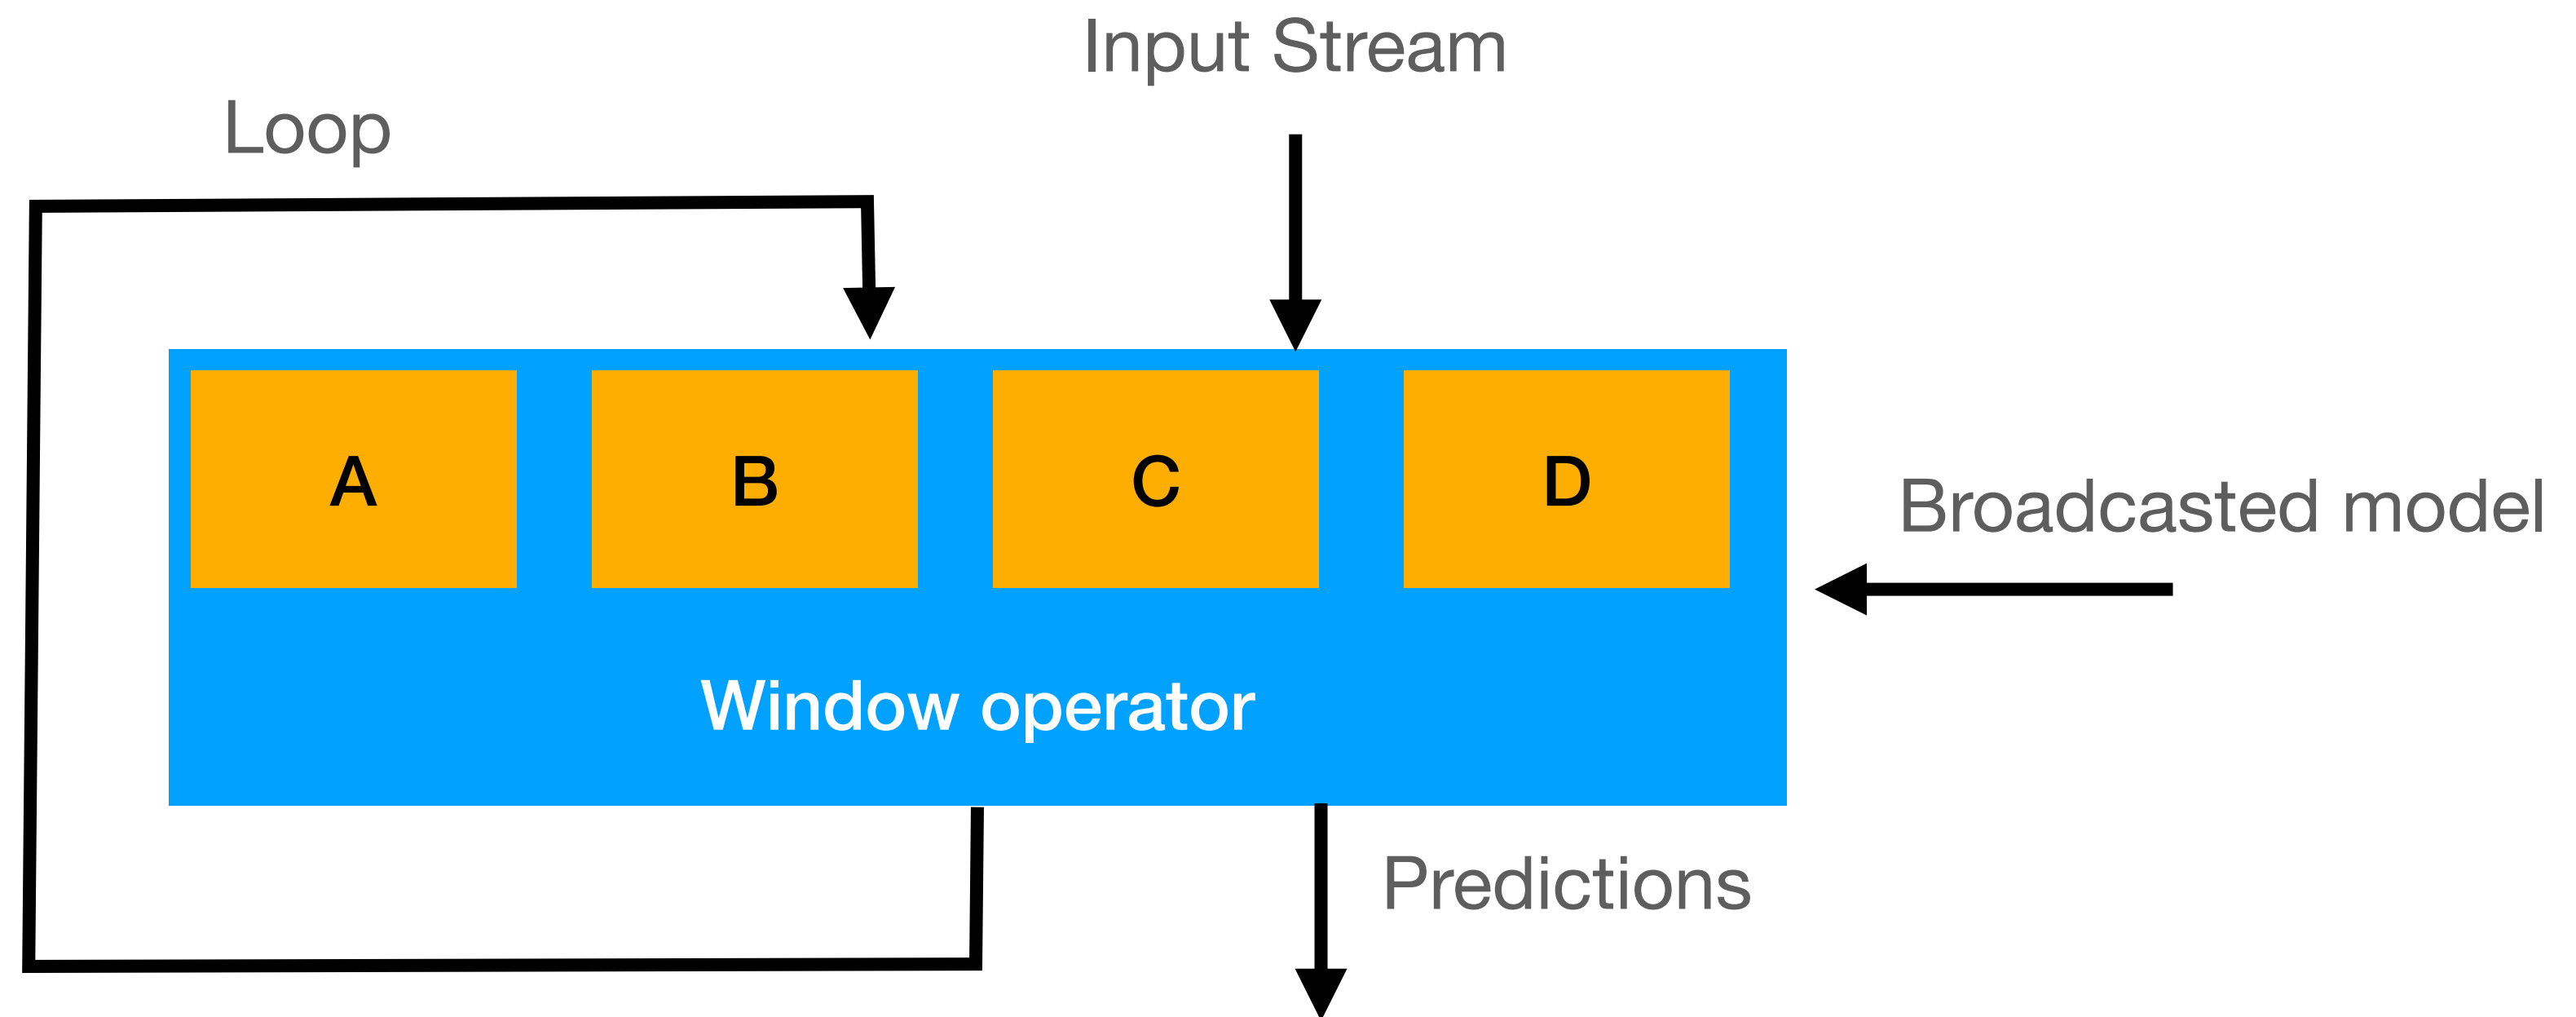 Input Stream
Loop
A
B
C
D
Broadcasted model
Window operator
Predictions